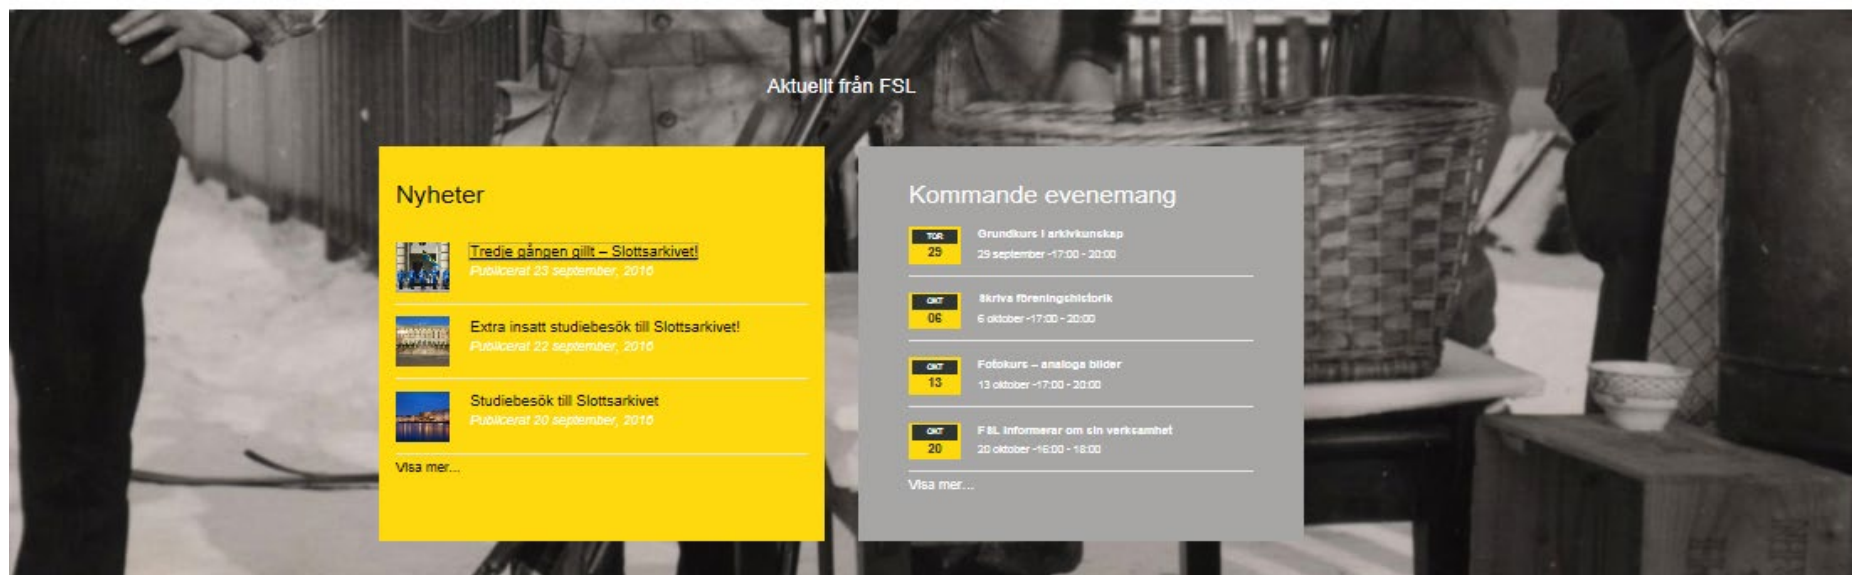 Aktuellt från FSL
Nyheter
Tredje gången gillt – Slottsarkivet!
Publicerat 23 september, 2016
Extra insatt studiebesök till Slottsarkivet!
Publicerat 22 september, 2016
Studiebesök till Slottsarkivet
Publicerat 20 september, 2016
Visa mer...
Kommande evenemang
TOR
29
Grundkurs i arkivkunskap
29 september -17:00 - 20:00
OKT
06
Skriva föreningshistorik
6 oktober -17:00 - 20:00
OKT
13
Fotokurs – analoga bilder
13 oktober -17:00 - 20:00
OKT
20
FSL informerar om sin verksamhet
20 oktober -16:00 - 18:00
Visa mer...